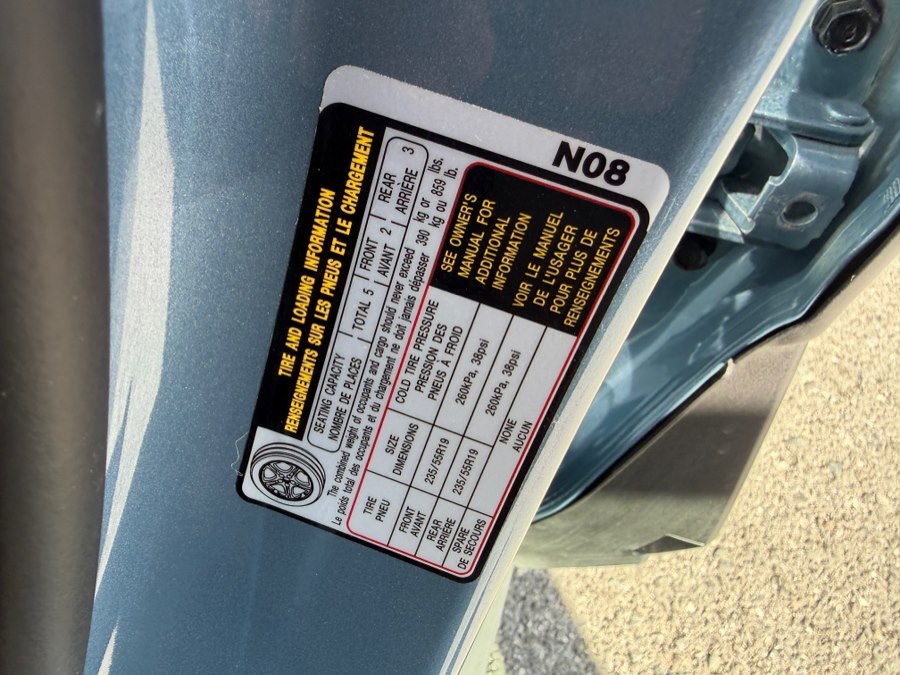 N08
TIRE AND LOADING INFORMATION
RENSEIGNEMENTS SUR LES PNEUS ET LE CHARGEMENT
SEATING CAPACITY
NOMBRE DE PLACES
TOTAL 5
FRONT
AVANT 2
REAR
ARRIÈRE 3
The combined weight of occupants and cargo should never exceed 390 kg or 859 lbs.
Le poids total des occupants et du chargement ne doit jamais dépasser 390 kg ou 859 lb.
TIRE
PNEU
SIZE
DIMENSIONS
COLD TIRE PRESSURE
PRESSION DES
PNEUS À FROID
FRONT
AVANT
235/55R19
260kPa, 38psi
REAR
ARRIÈRE
235/55R19
260kPa, 38psi
SPARE
DE SECOURS
NONE
AUCUN
SEE OWNER'S
MANUAL FOR
ADDITIONAL
INFORMATION
VOIR LE MANUEL
DE L'USAGER
POUR PLUS DE
RENSEIGNEMENTS